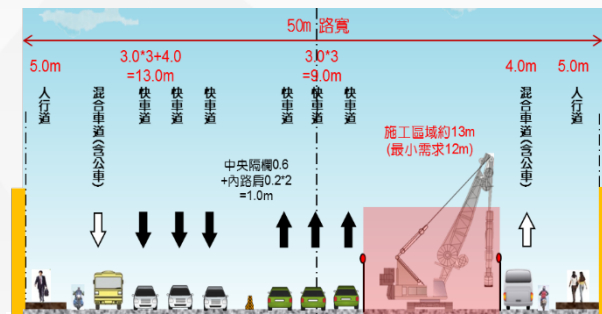 50m 路寬
5.0m
3.0*3+4.0
=13.0m
3.0*3
=9.0m
4.0m
5.0m
人行道
混合車道(含公車)
快車道
快車道
快車道
快車道
快車道
快車道
混合車道(含公車)
人行道
施工區域約13m
(最小需求12m)
中央隔欄0.6
+內路肩0.2*2
=1.0m